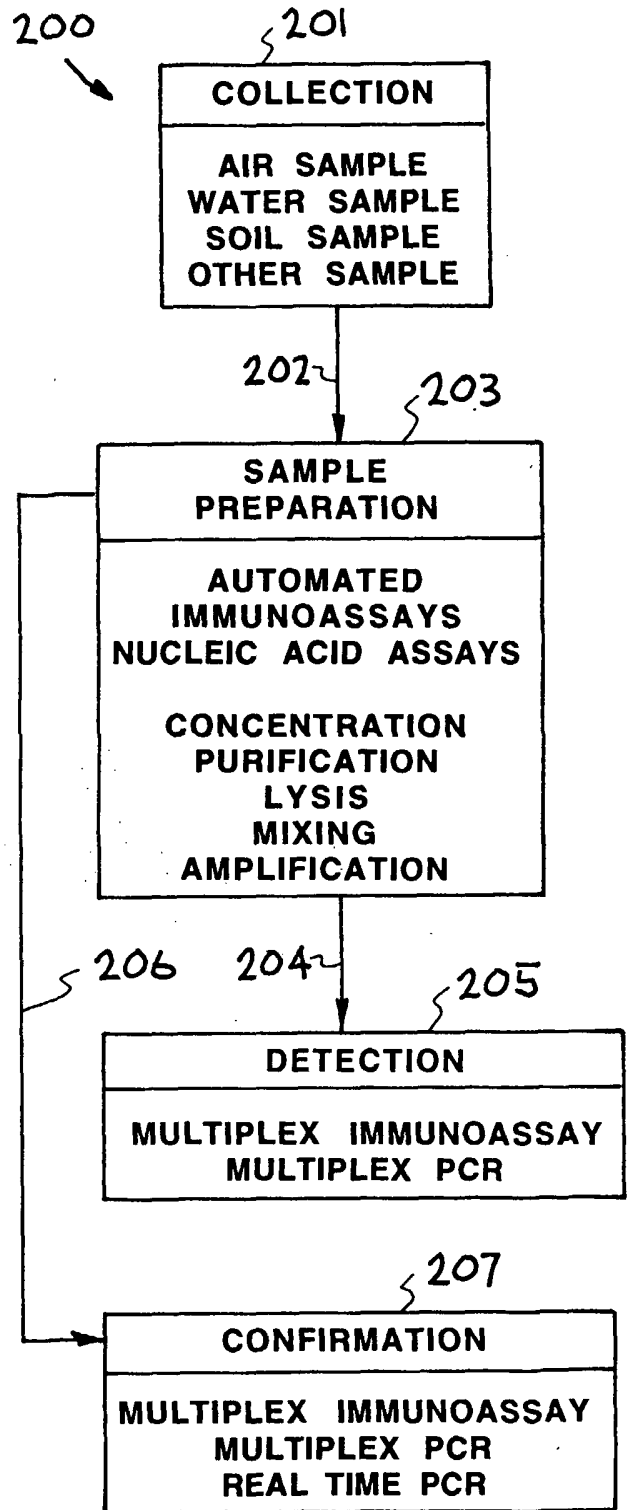 200
201
COLLECTION
AIR SAMPLE
WATER SAMPLE
SOIL SAMPLE
OTHER SAMPLE
202
203
SAMPLE
PREPARATION
AUTOMATED
IMMUNOASSAYS
NUCLEIC ACID ASSAYS
CONCENTRATION
PURIFICATION
LYSIS
MIXING
AMPLIFICATION
206
204
205
DETECTION
MULTIPLEX IMMUNOASSAY
MULTIPLEX PCR
207
CONFIRMATION
MULTIPLEX IMMUNOASSAY
MULTIPLEX PCR
REAL TIME PCR